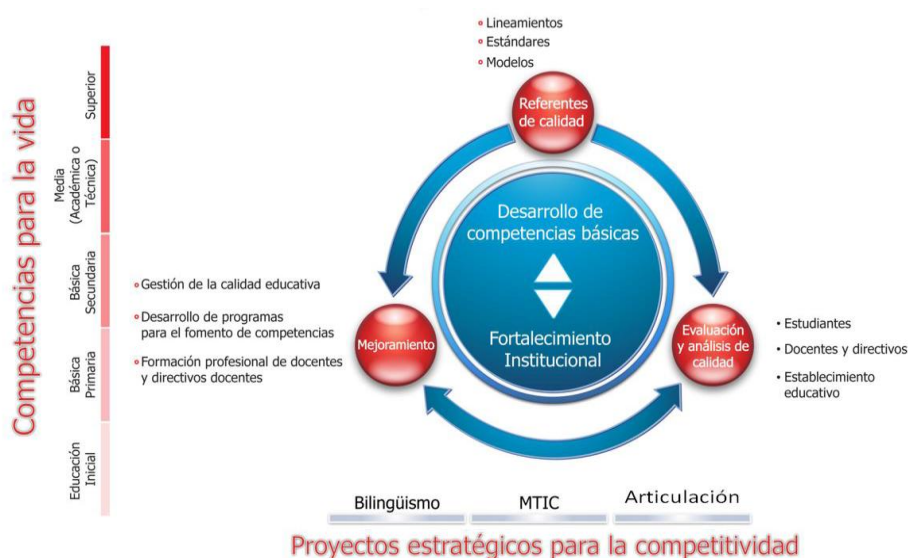 Lineamientos
Estándares
Modelos
Referentes
de calidad
Competencias para la vida
Superior
Media
(Académica o
Técnica)
Básica
Secundaria
Básica
Primaria
Educación
Inicial
Desarrollo de
competencias básicas
Fortalecimiento
Institucional
Gestión de la calidad educativa
Desarrollo de programas
para el fomento de competencias
Formación profesional de docentes
y directivos docentes
Mejoramiento
Evaluación
y análisis de
calidad
• Estudiantes
• Docentes y directivos
• Establecimiento
educativo
Bilingüismo
MTIC
Articulación
Proyectos estratégicos para la competitividad